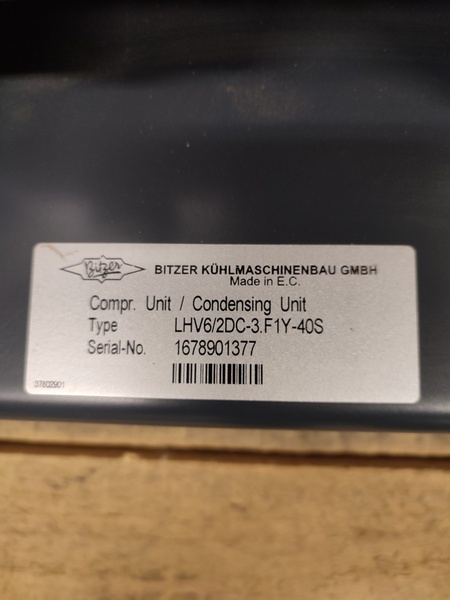 Bitzer
BITZER KÜHLMASCHINENBAU GMBH
Made in E.C.
Compr. Unit / Condensing Unit
Type LHV6/2DC-3.F1Y-40S
Serial-No. 1678901377
37802901